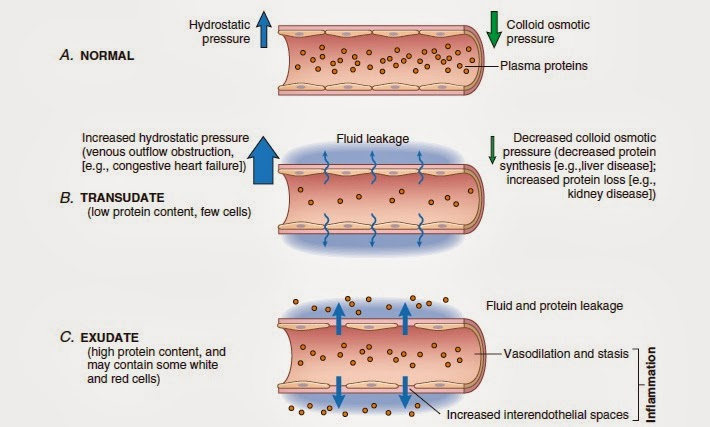 Hydrostatic
pressure
Colloid osmotic
pressure
A. NORMAL
Plasma proteins
Increased hydrostatic pressure
(venous outflow obstruction,
[e.g., congestive heart failure])
Fluid leakage
Decreased colloid osmotic
pressure (decreased protein
synthesis [e.g.,liver disease];
increased protein loss [e.g.,
kidney disease])
B. TRANSUDATE
(low protein content, few cells)
Fluid and protein leakage
C. EXUDATE
(high protein content, and
may contain some white
and red cells)
Vasodilation and stasis
Inflammation
Increased interendothelial spaces